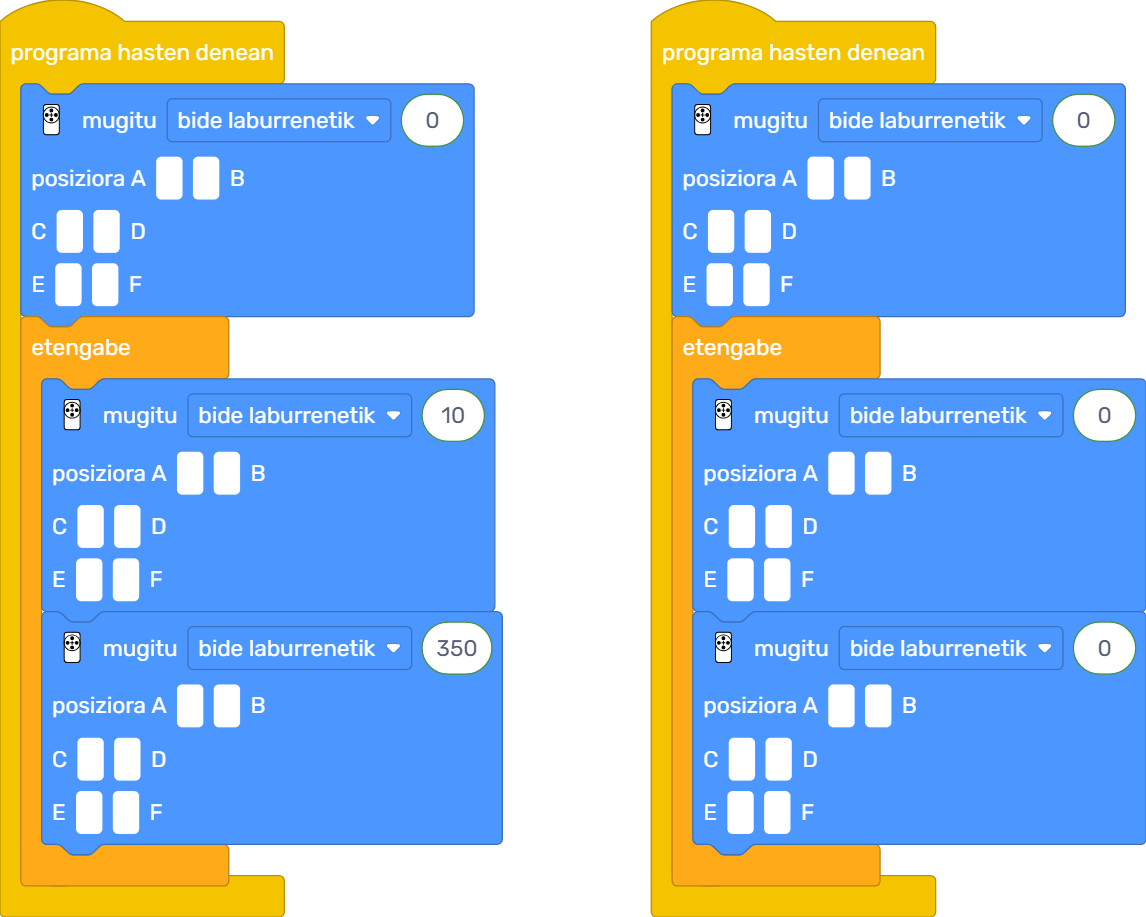 programa hasten denean
mugitu bide laburrenetik 0
posiziora A B
C D
E F
etengabe
mugitu bide laburrenetik 10
posiziora A B
C D
E F
mugitu bide laburrenetik 350
posiziora A B
C D
E F
programa hasten denean
mugitu bide laburrenetik 0
posiziora A B
C D
E F
etengabe
mugitu bide laburrenetik 0
posiziora A B
C D
E F
mugitu bide laburrenetik 0
posiziora A B
C D
E F